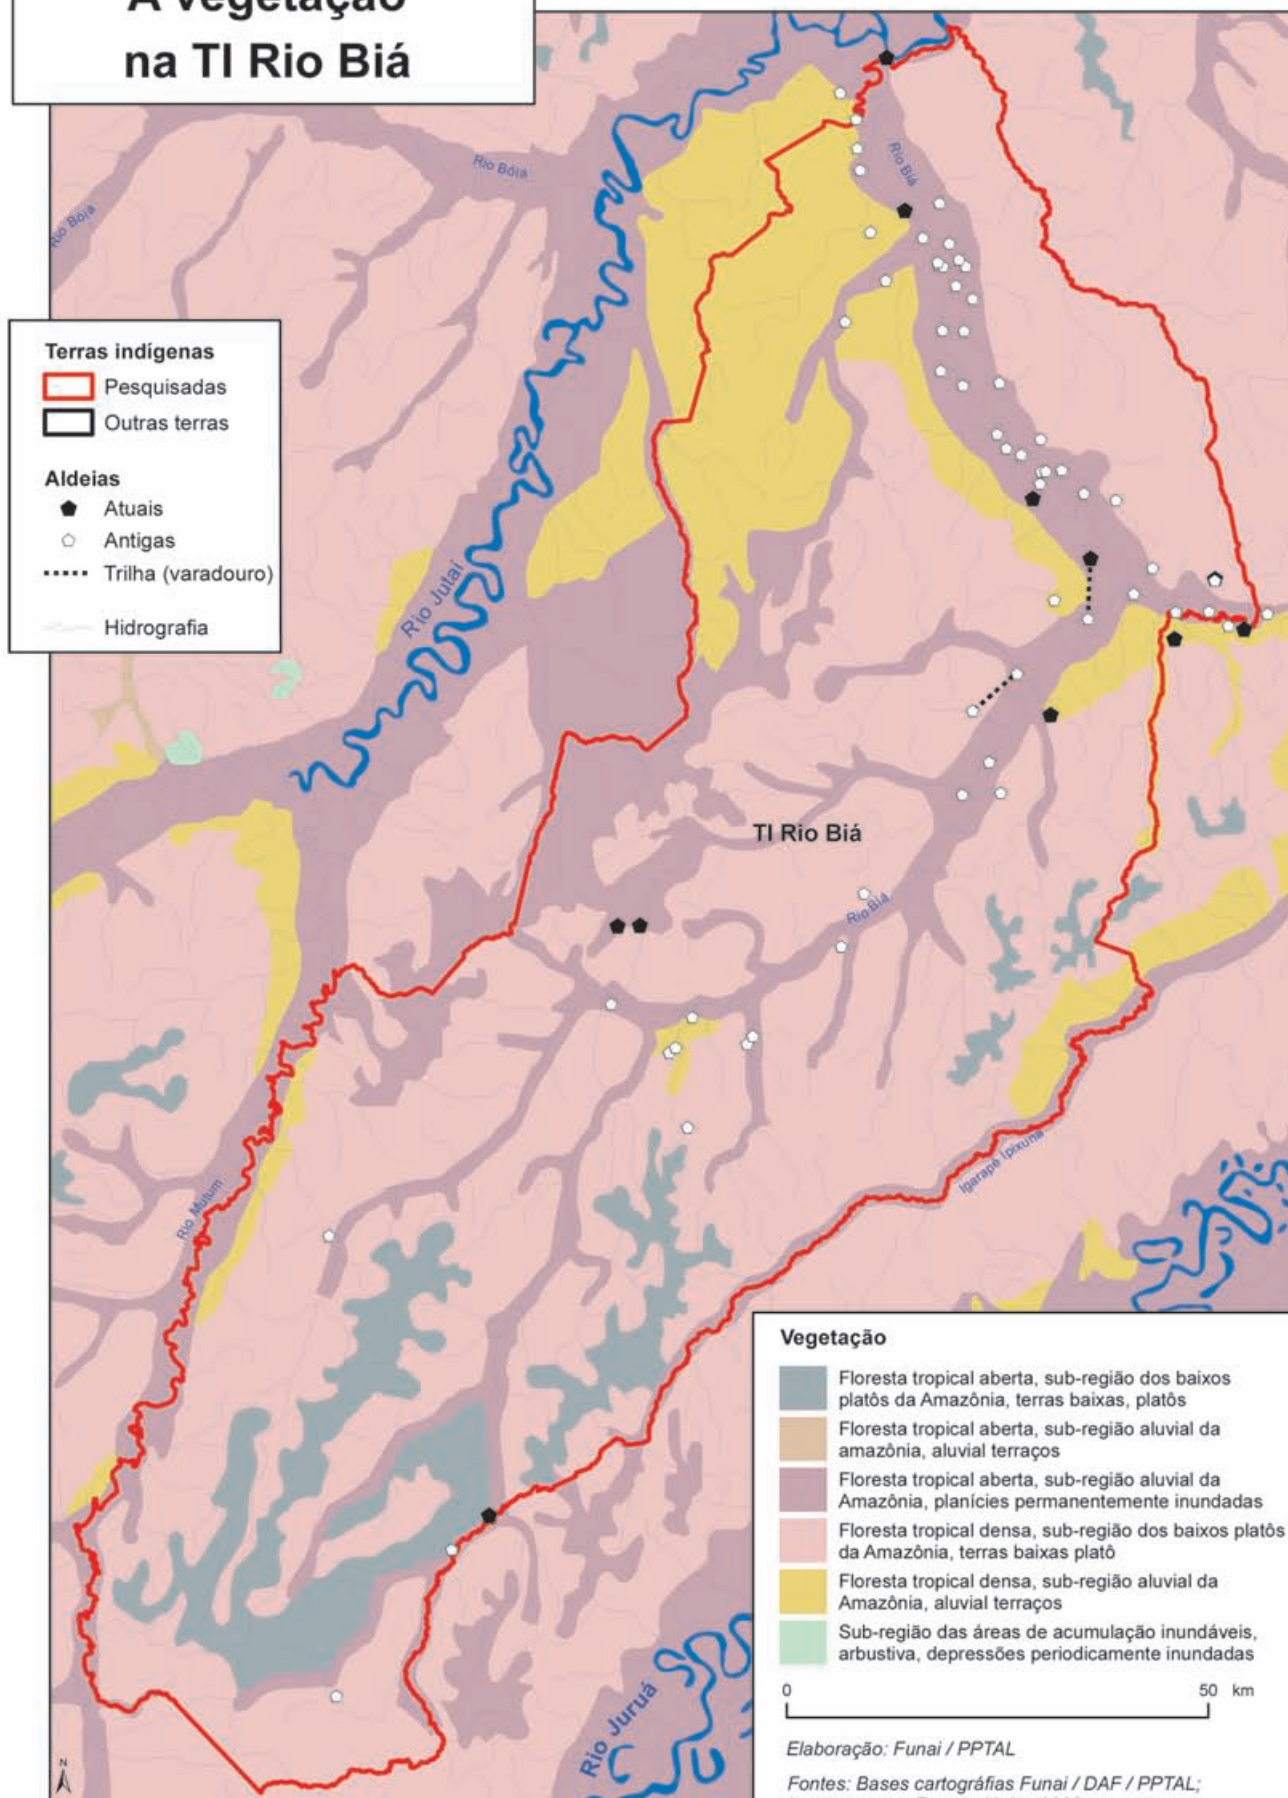 A vegetação
na TI Rio Biá
Rio Bóia
Rio Bóia
Rio Biá
Terras indígenas
Pesquisadas
Outras terras
Aldeias
Atuais
Antigas
Trilha (varadouro)
Hidrografia
Rio Jutaí
TI Rio Biá
Rio Biá
Igarapé Ipixuna
Rio Mutum
Rio Juruá
N
Vegetação
Floresta tropical aberta, sub-região dos baixos
platôs da Amazônia, terras baixas, platôs
Floresta tropical aberta, sub-região aluvial da
amazônia, aluvial terraços
Floresta tropical aberta, sub-região aluvial da
Amazônia, planícies permanentemente inundadas
Floresta tropical densa, sub-região dos baixos platôs
da Amazônia, terras baixas platô
Floresta tropical densa, sub-região aluvial da
Amazônia, aluvial terraços
Sub-região das áreas de acumulação inundáveis,
arbustiva, depressões periodicamente inundadas
0 50 km
Elaboração: Funai / PPTAL
Fontes: Bases cartográfias Funai / DAF / PPTAL;